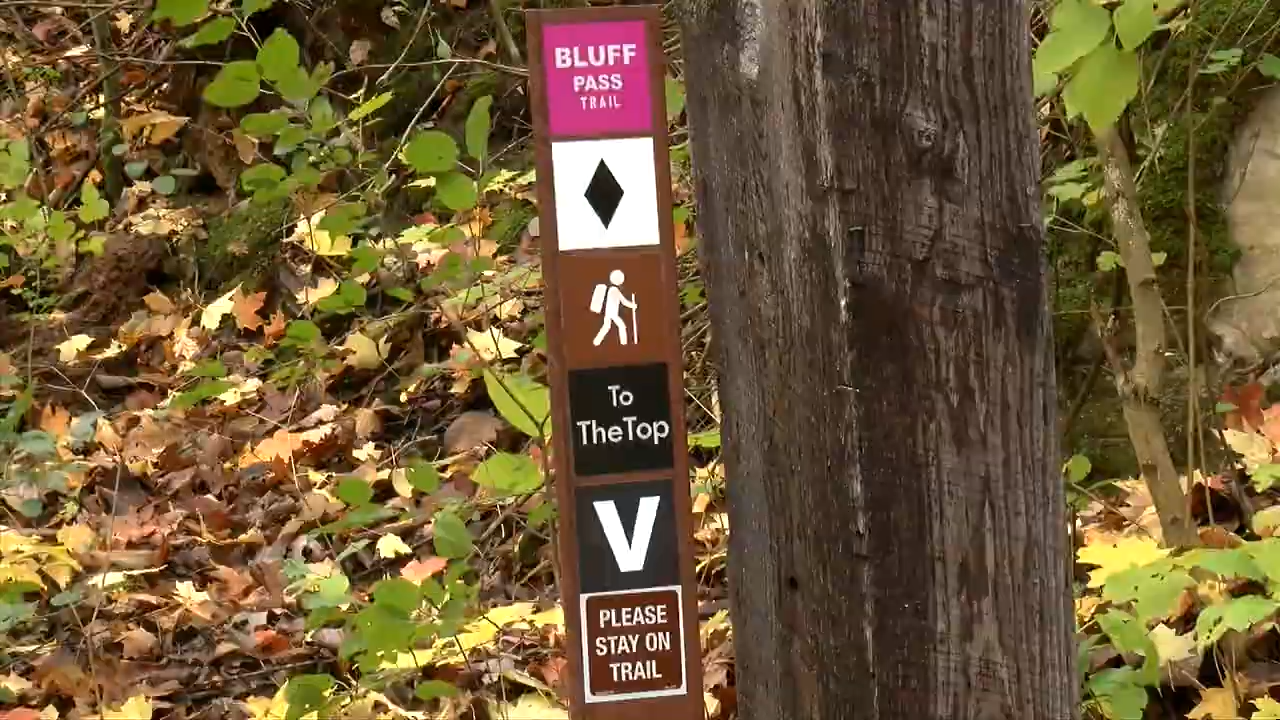 BLUFF
PASS
TRAIL
To
TheTop
V
PLEASE
STAY ON
TRAIL